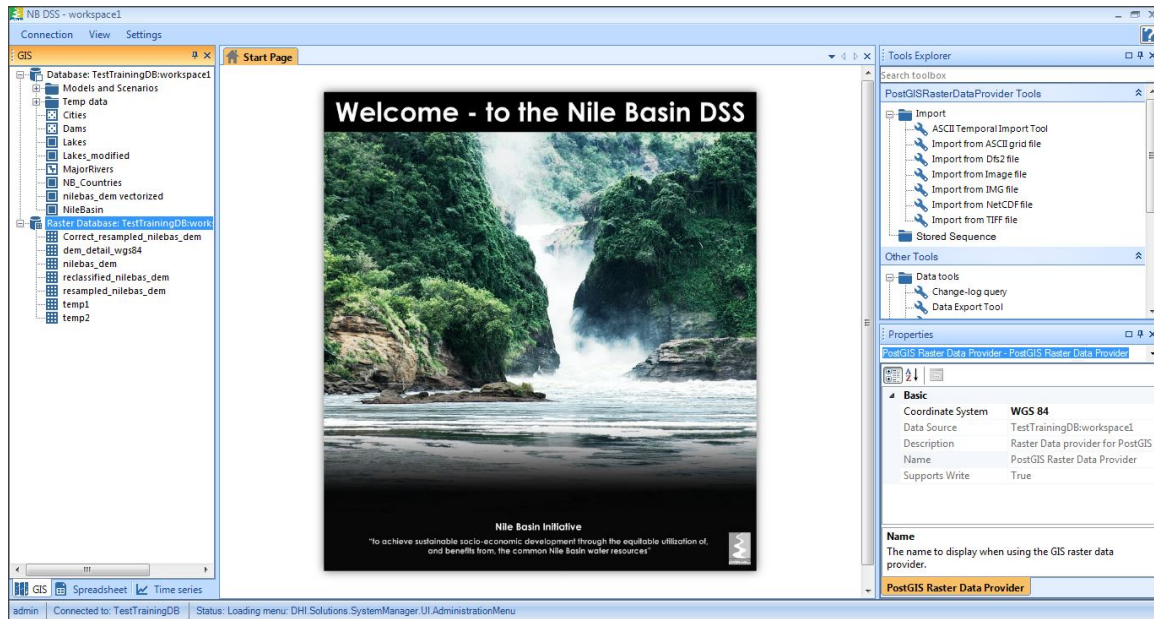 NB DSS - workspace1
Connection View Settings
GIS
Database: TestTrainingDB:workspace1
Models and Scenarios
Temp data
Cities
Dams
Lakes
Lakes_modified
MajorRivers
NB_Countries
nilebas_dem vectorized
NileBasin
Raster Database: TestTrainingDB:works
Correct_resampled_nilebas_dem
dem_detail_wgs84
nilebas_dem
reclassified_nilebas_dem
resampled_nilebas_dem
temp1
temp2
GIS Spreadsheet Time series
Start Page
Welcome - to the Nile Basin DSS
Nile Basin Initiative
"to achieve sustainable socio-economic development through the equitable utilization of,
and benefits from, the common Nile Basin water resources"
Tools Explorer
Search toolbox
PostGISRasterDataProvider Tools
Import
ASCII Temporal Import Tool
Import from ASCII grid file
Import from Dfs2 file
Import from Image file
Import from IMG file
Import from NetCDF file
Import from TIFF file
Stored Sequence
Other Tools
Data tools
Change-log query
Data Export Tool
Properties
PostGIS Raster Data Provider - PostGIS Raster Data Provider
Basic
Coordinate System WGS 84
Data Source TestTrainingDB:workspace1
Description Raster Data provider for PostGIS
Name PostGIS Raster Data Provider
Supports Write True
Name
The name to display when using the GIS raster data
provider.
PostGIS Raster Data Provider
admin Connected to: TestTrainingDB Status: Loading menu: DHI.Solutions.SystemManager.UI.AdministrationMenu